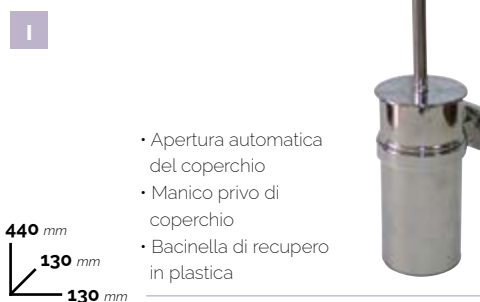 I
• Apertura automatica
del coperchio
• Manico privo di
coperchio
• Bacinella di recupero
in plastica
440 mm
130 mm
130 mm